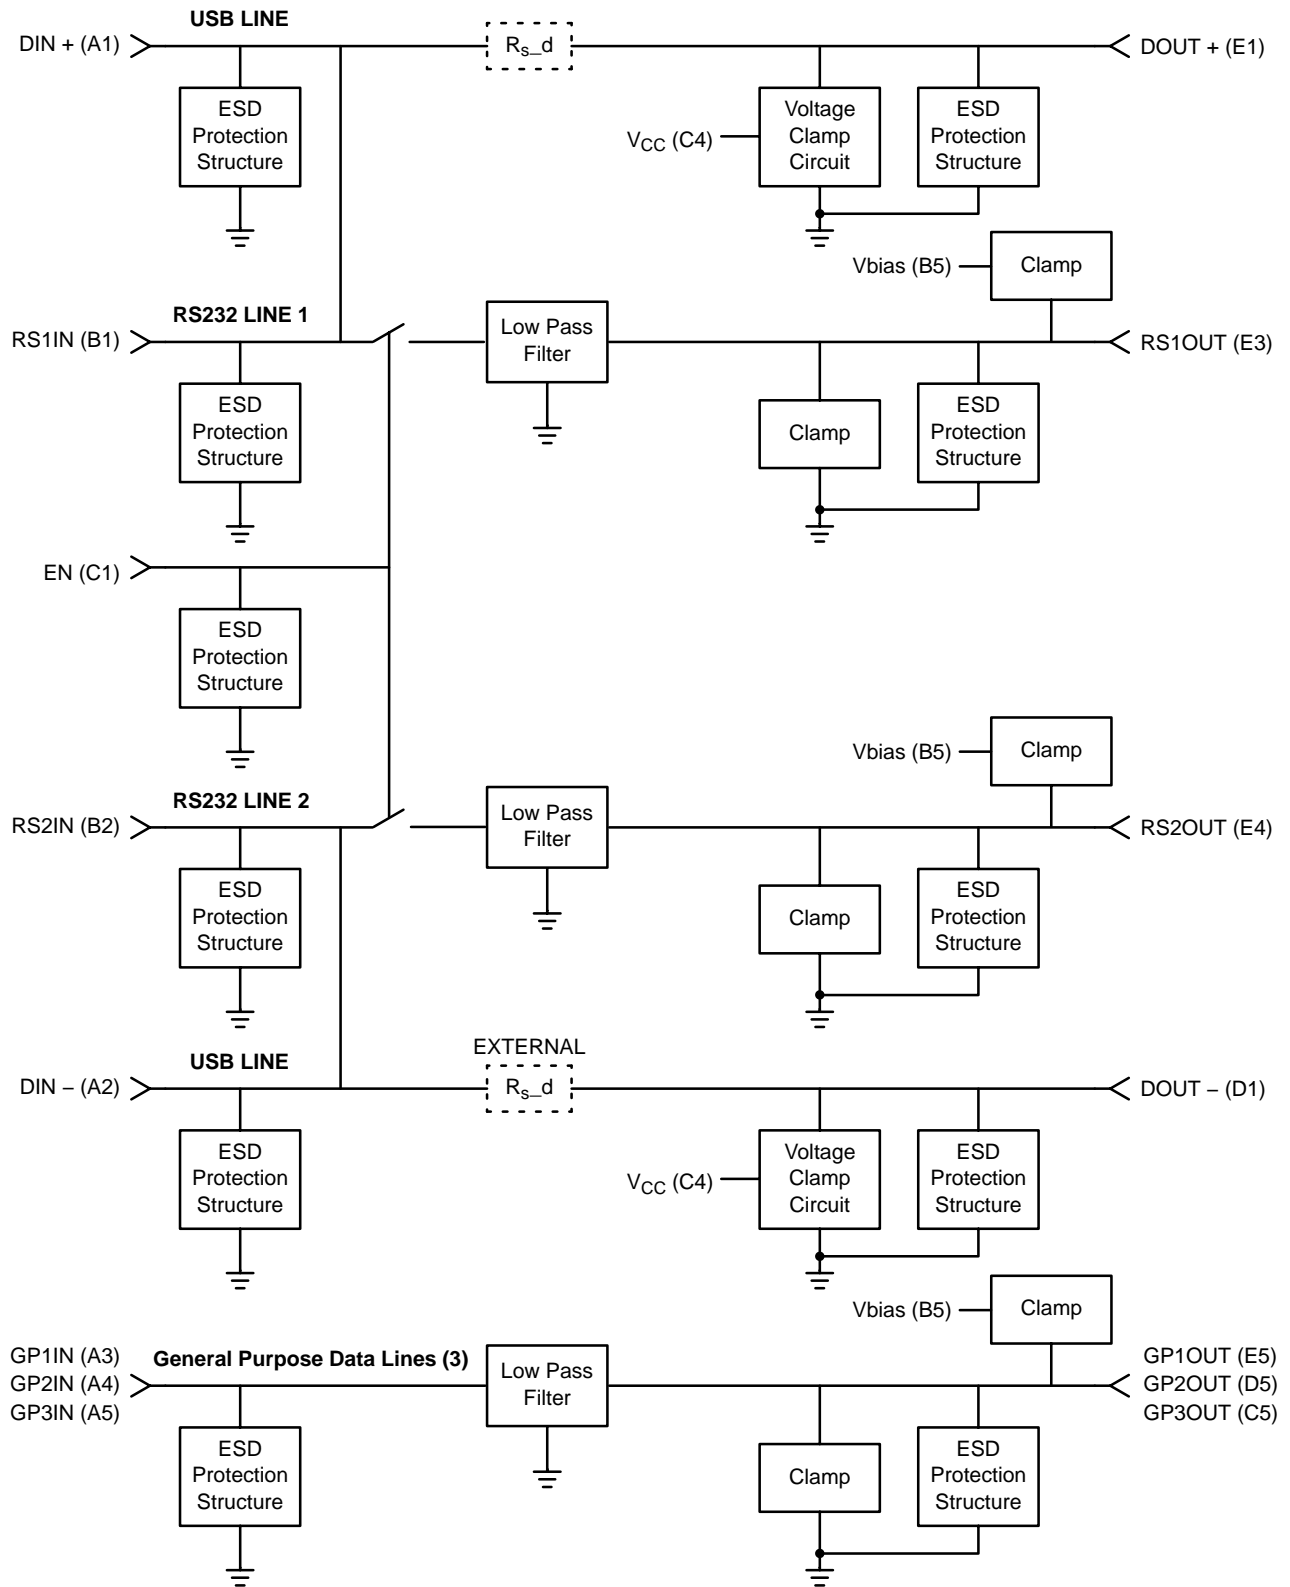 USB LINE
DIN + (A1)
Rs_d
DOUT + (E1)
ESD
Protection
Structure
VCC (C4)
Voltage
Clamp
Circuit
ESD
Protection
Structure
Vbias (B5)
Clamp
RS232 LINE 1
RS1IN (B1)
Low Pass
Filter
RS1OUT (E3)
ESD
Protection
Structure
Clamp
ESD
Protection
Structure
EN (C1)
ESD
Protection
Structure
Vbias (B5)
Clamp
RS232 LINE 2
RS2IN (B2)
Low Pass
Filter
RS2OUT (E4)
ESD
Protection
Structure
Clamp
ESD
Protection
Structure
USB LINE
EXTERNAL
DIN − (A2)
Rs_d
DOUT − (D1)
ESD
Protection
Structure
VCC (C4)
Voltage
Clamp
Circuit
ESD
Protection
Structure
Vbias (B5)
Clamp
GP1IN (A3)
GP2IN (A4)
GP3IN (A5)
General Purpose Data Lines (3)
Low Pass
Filter
GP1OUT (E5)
GP2OUT (D5)
GP3OUT (C5)
ESD
Protection
Structure
Clamp
ESD
Protection
Structure